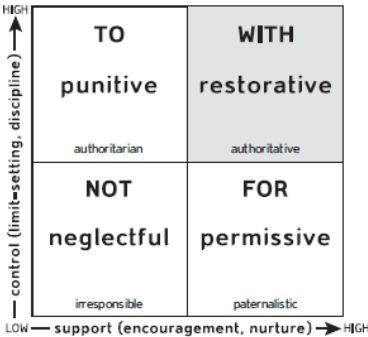 HIGH
TO
WITH
punitive
restorative
authoritarian
authoritative
control (limit-setting, discipline)
NOT
FOR
neglectful
permissive
irresponsible
paternalistic
LOW
support (encouragement, nurture)
HIGH